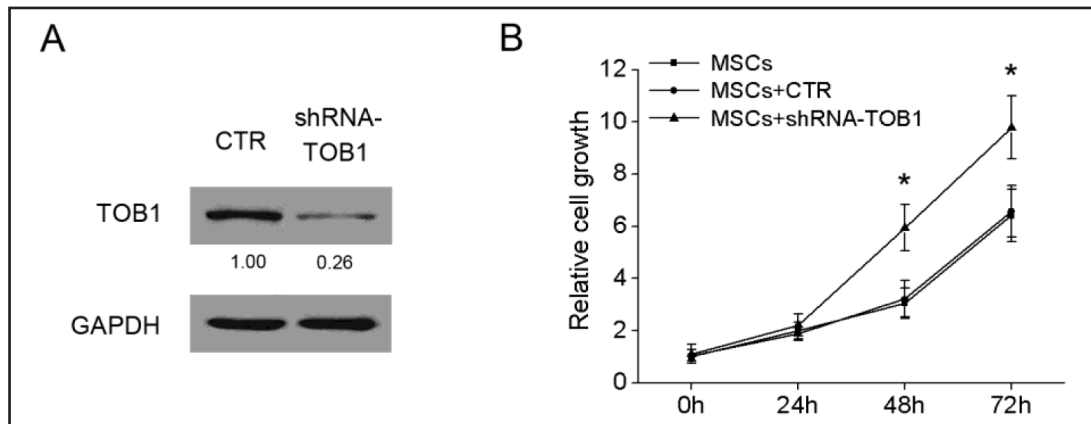 A
CTR
shRNA-
TOB1
TOB1
1.00
0.26
GAPDH
B
MSCs
MSCs+CTR
MSCs+shRNA-TOB1
Relative cell growth
12
10
8
6
4
2
0
*
*
0h
24h
48h
72h